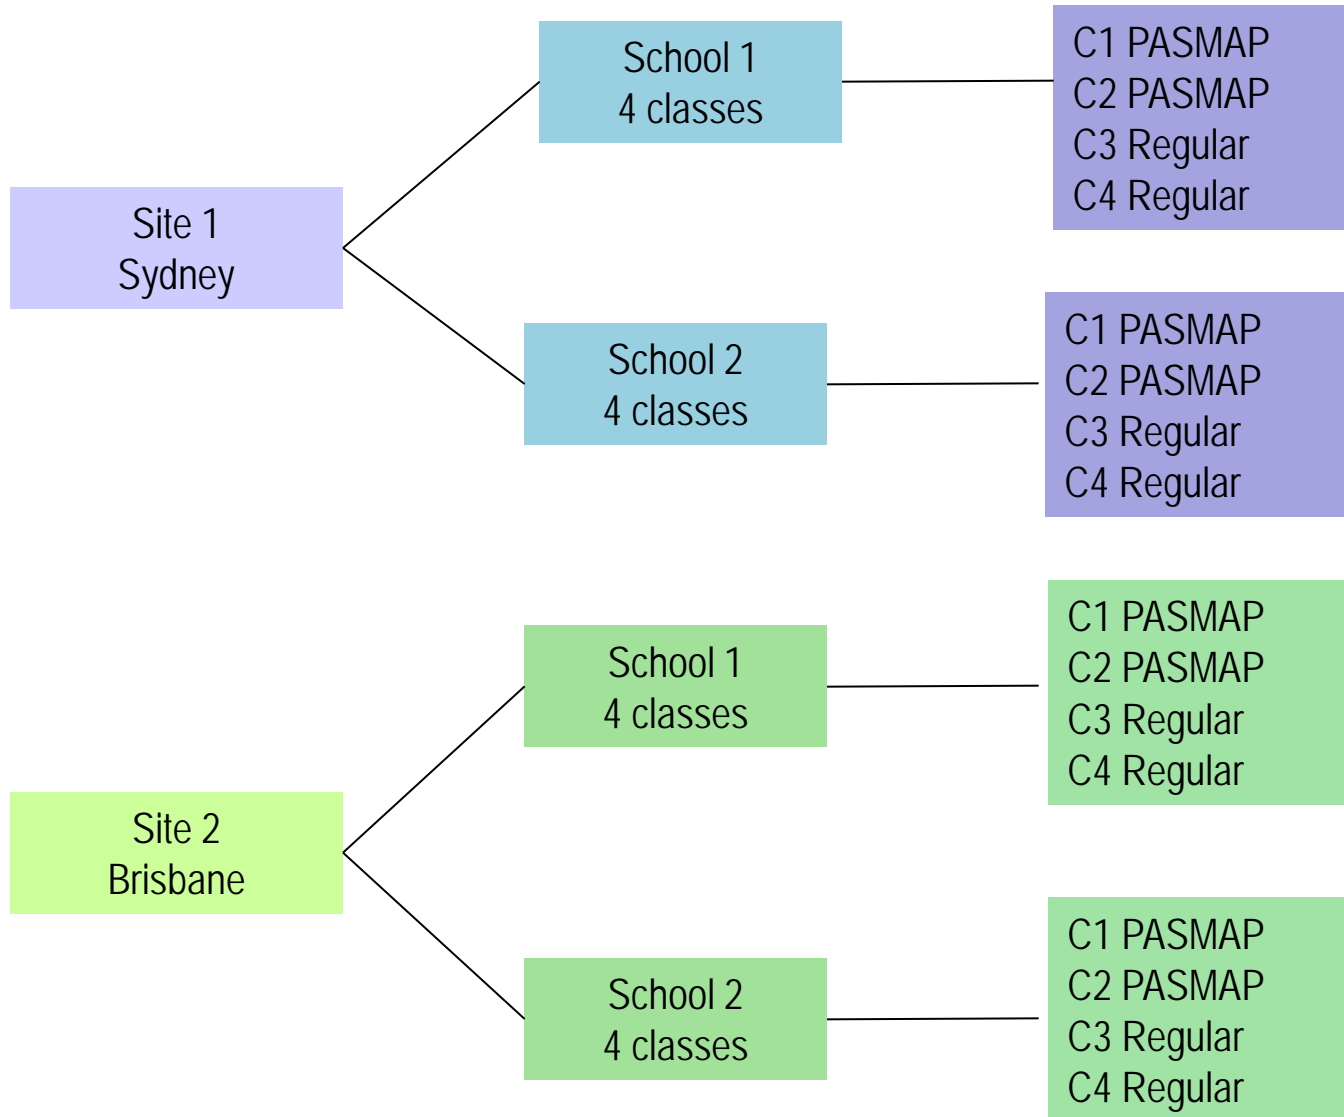 School 1
4 classes
C1 PASMAP
C2 PASMAP
C3 Regular
C4 Regular
Site 1
Sydney
School 2
4 classes
C1 PASMAP
C2 PASMAP
C3 Regular
C4 Regular
School 1
4 classes
C1 PASMAP
C2 PASMAP
C3 Regular
C4 Regular
Site 2
Brisbane
School 2
4 classes
C1 PASMAP
C2 PASMAP
C3 Regular
C4 Regular